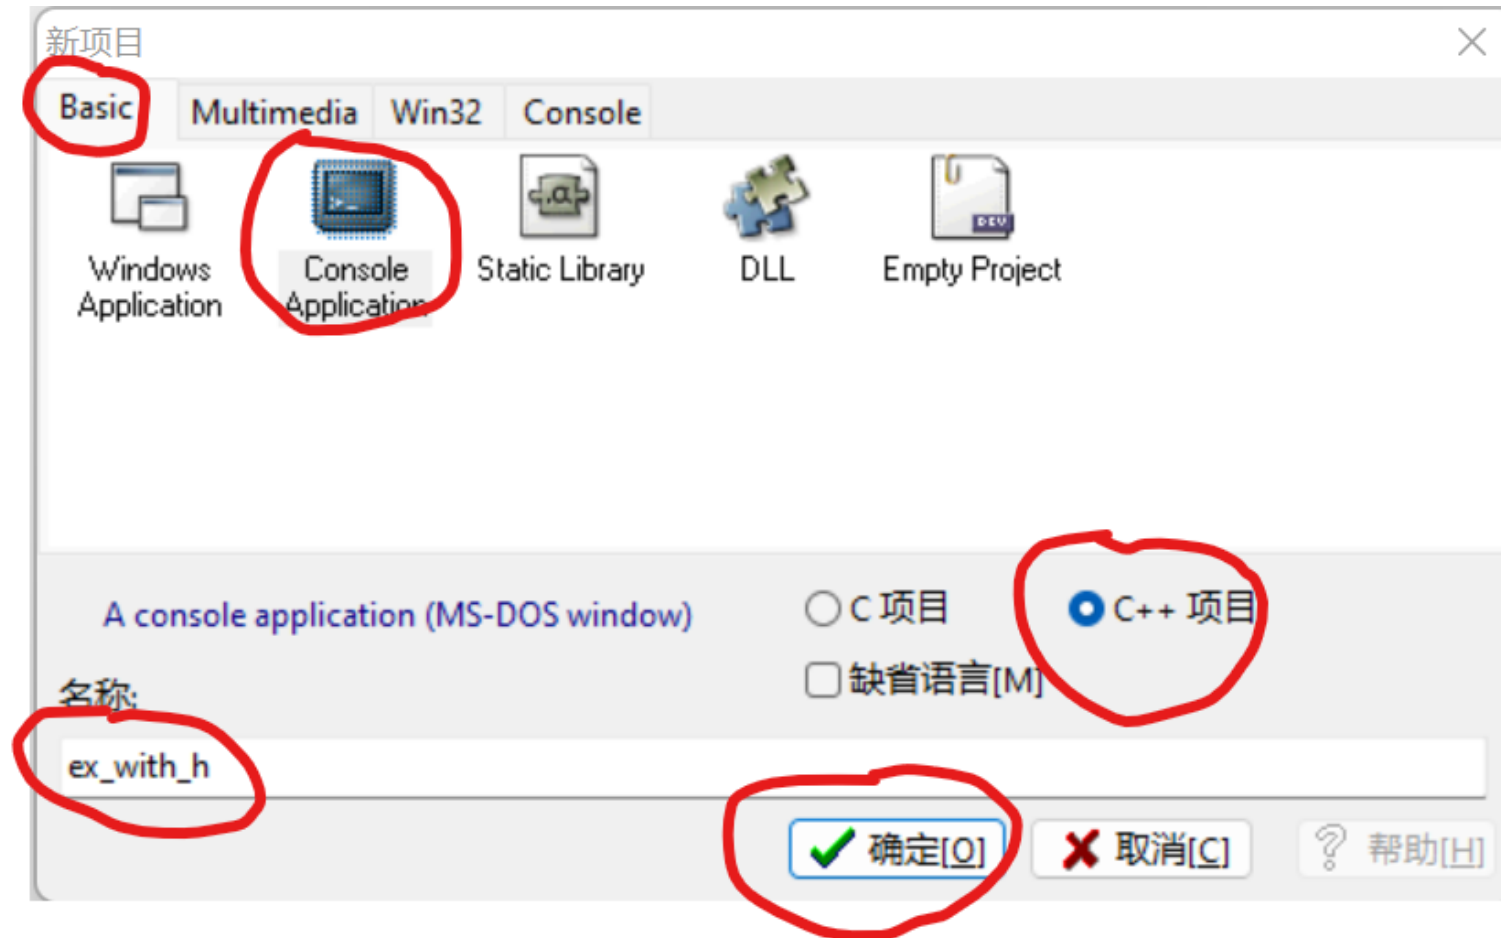 新项目
Basic Multimedia Win32 Console
Windows Application
Console Application
Static Library
DLL
DEV
Empty Project
A console application (MS-DOS window)
C 项目
C++ 项目
缺省语言[M]
名称:
ex_with_h
确定[O]
取消[C]
帮助[H]